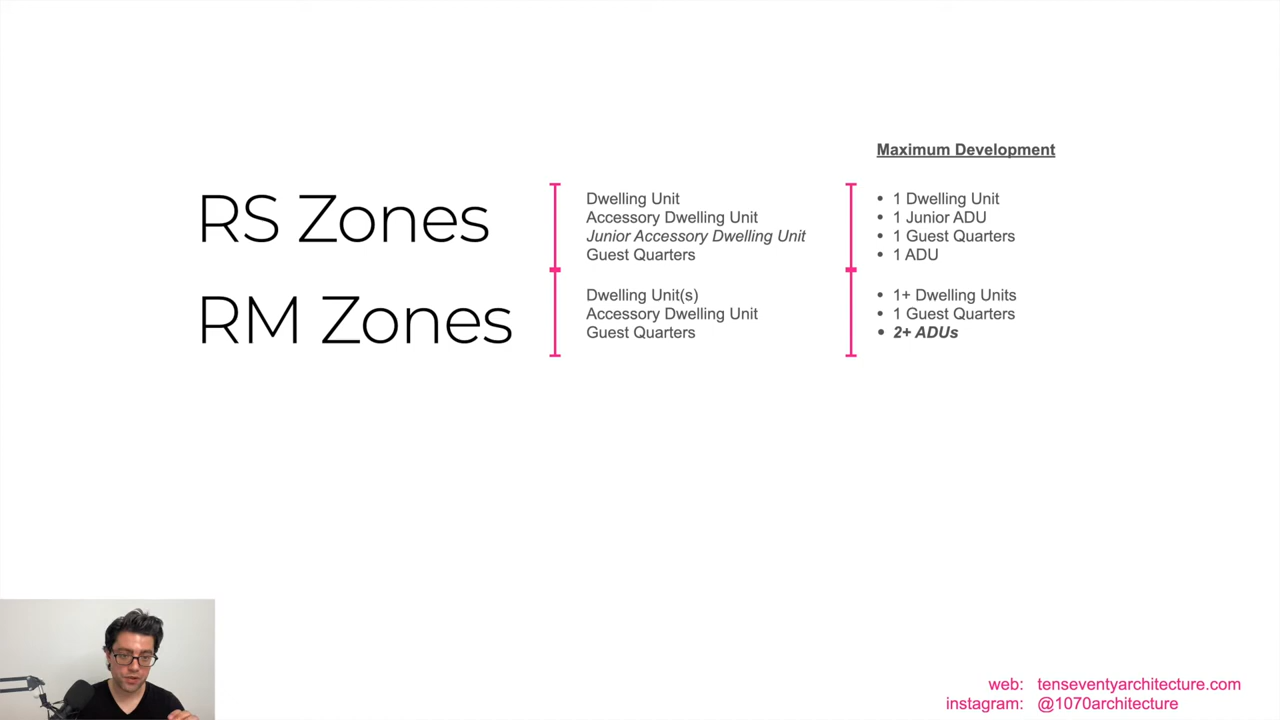 Maximum Development
RS Zones
Dwelling Unit
Accessory Dwelling Unit
Junior Accessory Dwelling Unit
Guest Quarters
• 1 Dwelling Unit
• 1 Junior ADU
• 1 Guest Quarters
• 1 ADU
RM Zones
Dwelling Unit(s)
Accessory Dwelling Unit
Guest Quarters
• 1+ Dwelling Units
• 1 Guest Quarters
• 2+ ADUs
web: tenseventyarchitecture.com
instagram: @1070architecture